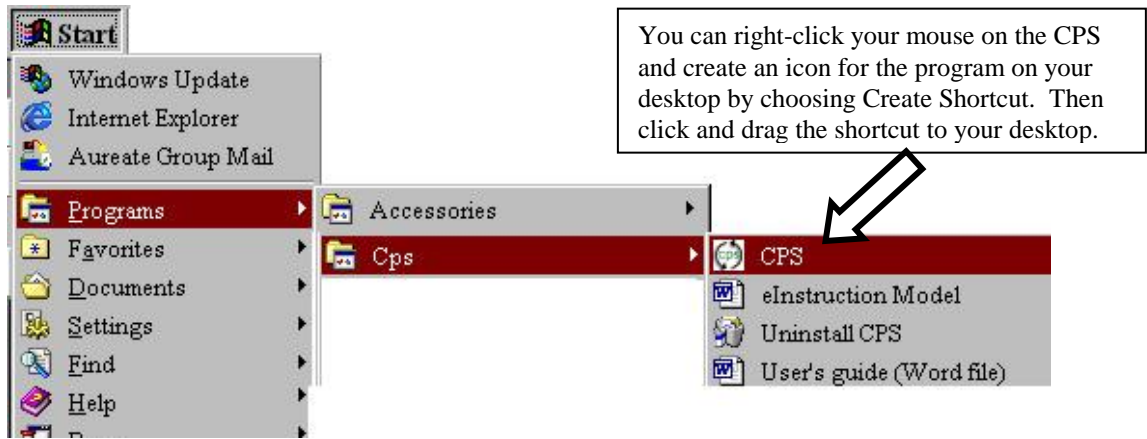 Start
Windows Update
Internet Explorer
Aureate Group Mail
Programs
Favorites
Documents
Settings
Find
Help
Accessories
Cps
CPS
eInstruction Model
Uninstall CPS
User's guide (Word file)
You can right-click your mouse on the CPS
and create an icon for the program on your
desktop by choosing Create Shortcut. Then
click and drag the shortcut to your desktop.